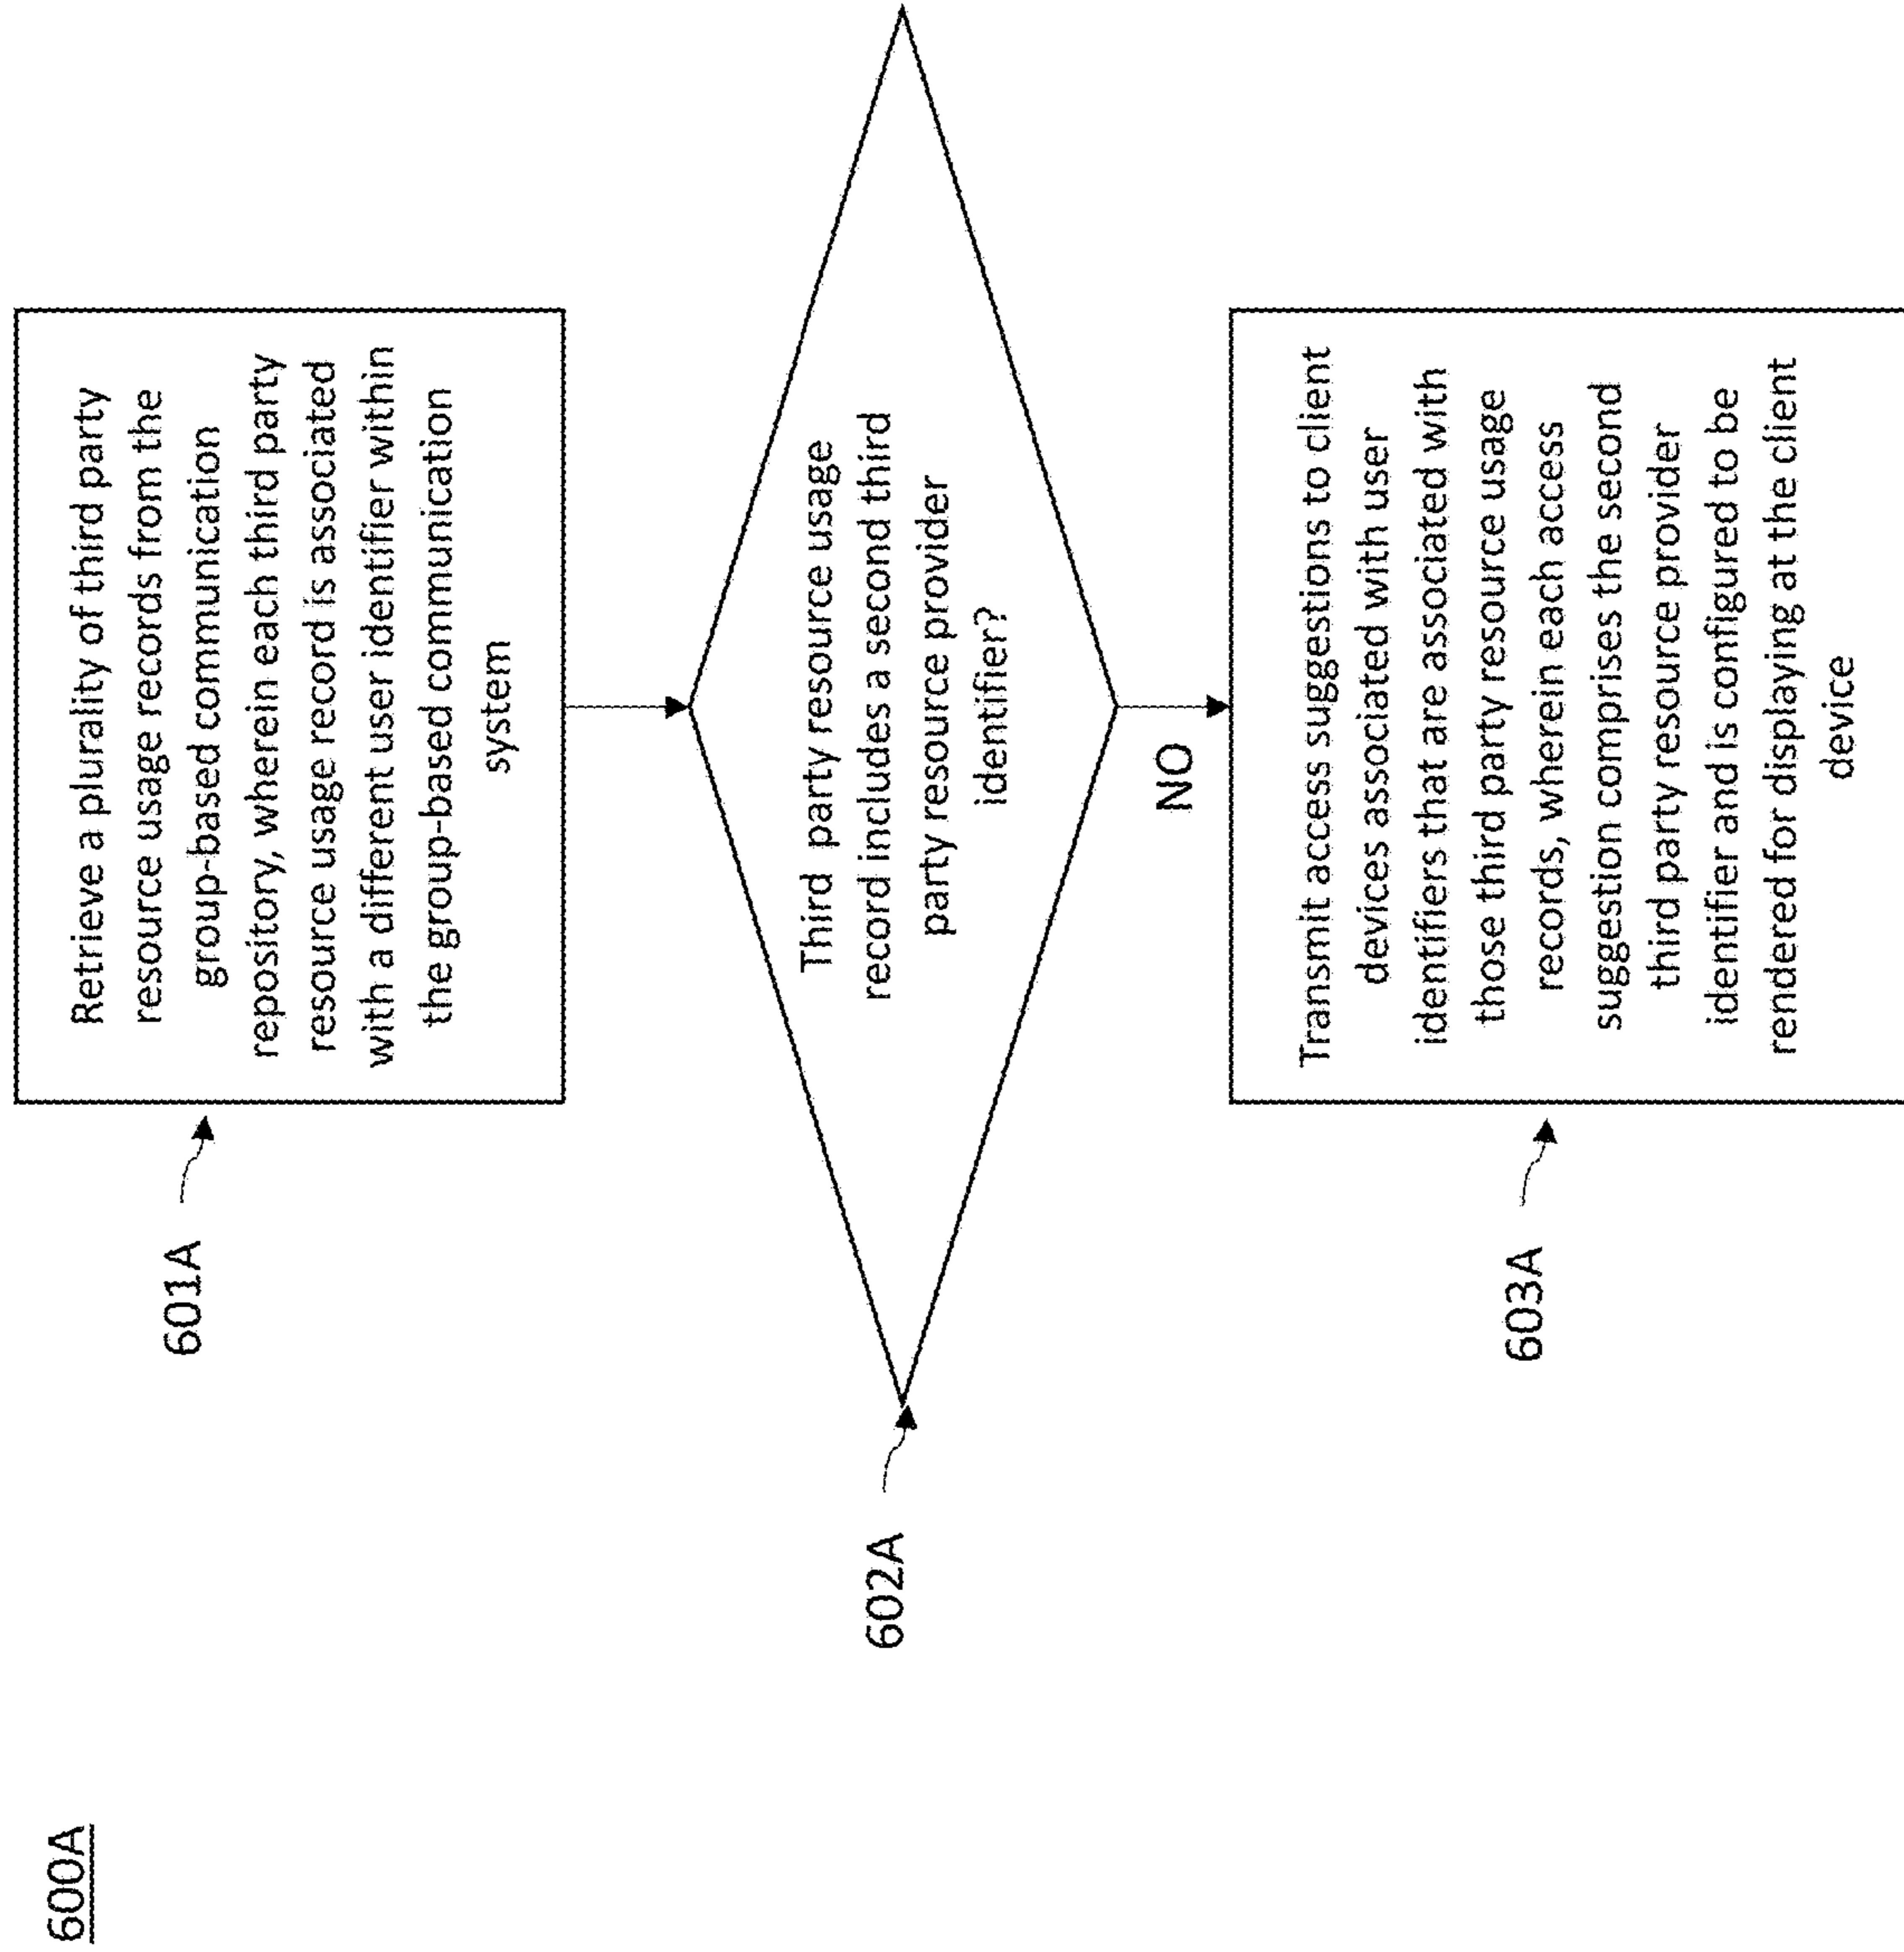 600A
601A
Retrieve a plurality of third party
resource usage records from the
group-based communication
repository, wherein each third party
resource usage record is associated
with a different user identifier within
the group-based communication
system
602A
Third party resource usage
record includes a second third
party resource provider
identifier?
NO
603A
Transmit access suggestions to client
devices associated with user
identifiers that are associated with
those third party resource usage
records, wherein each access
suggestion comprises the second
third party resource provider
identifier and is configured to be
rendered for displaying at the client
device